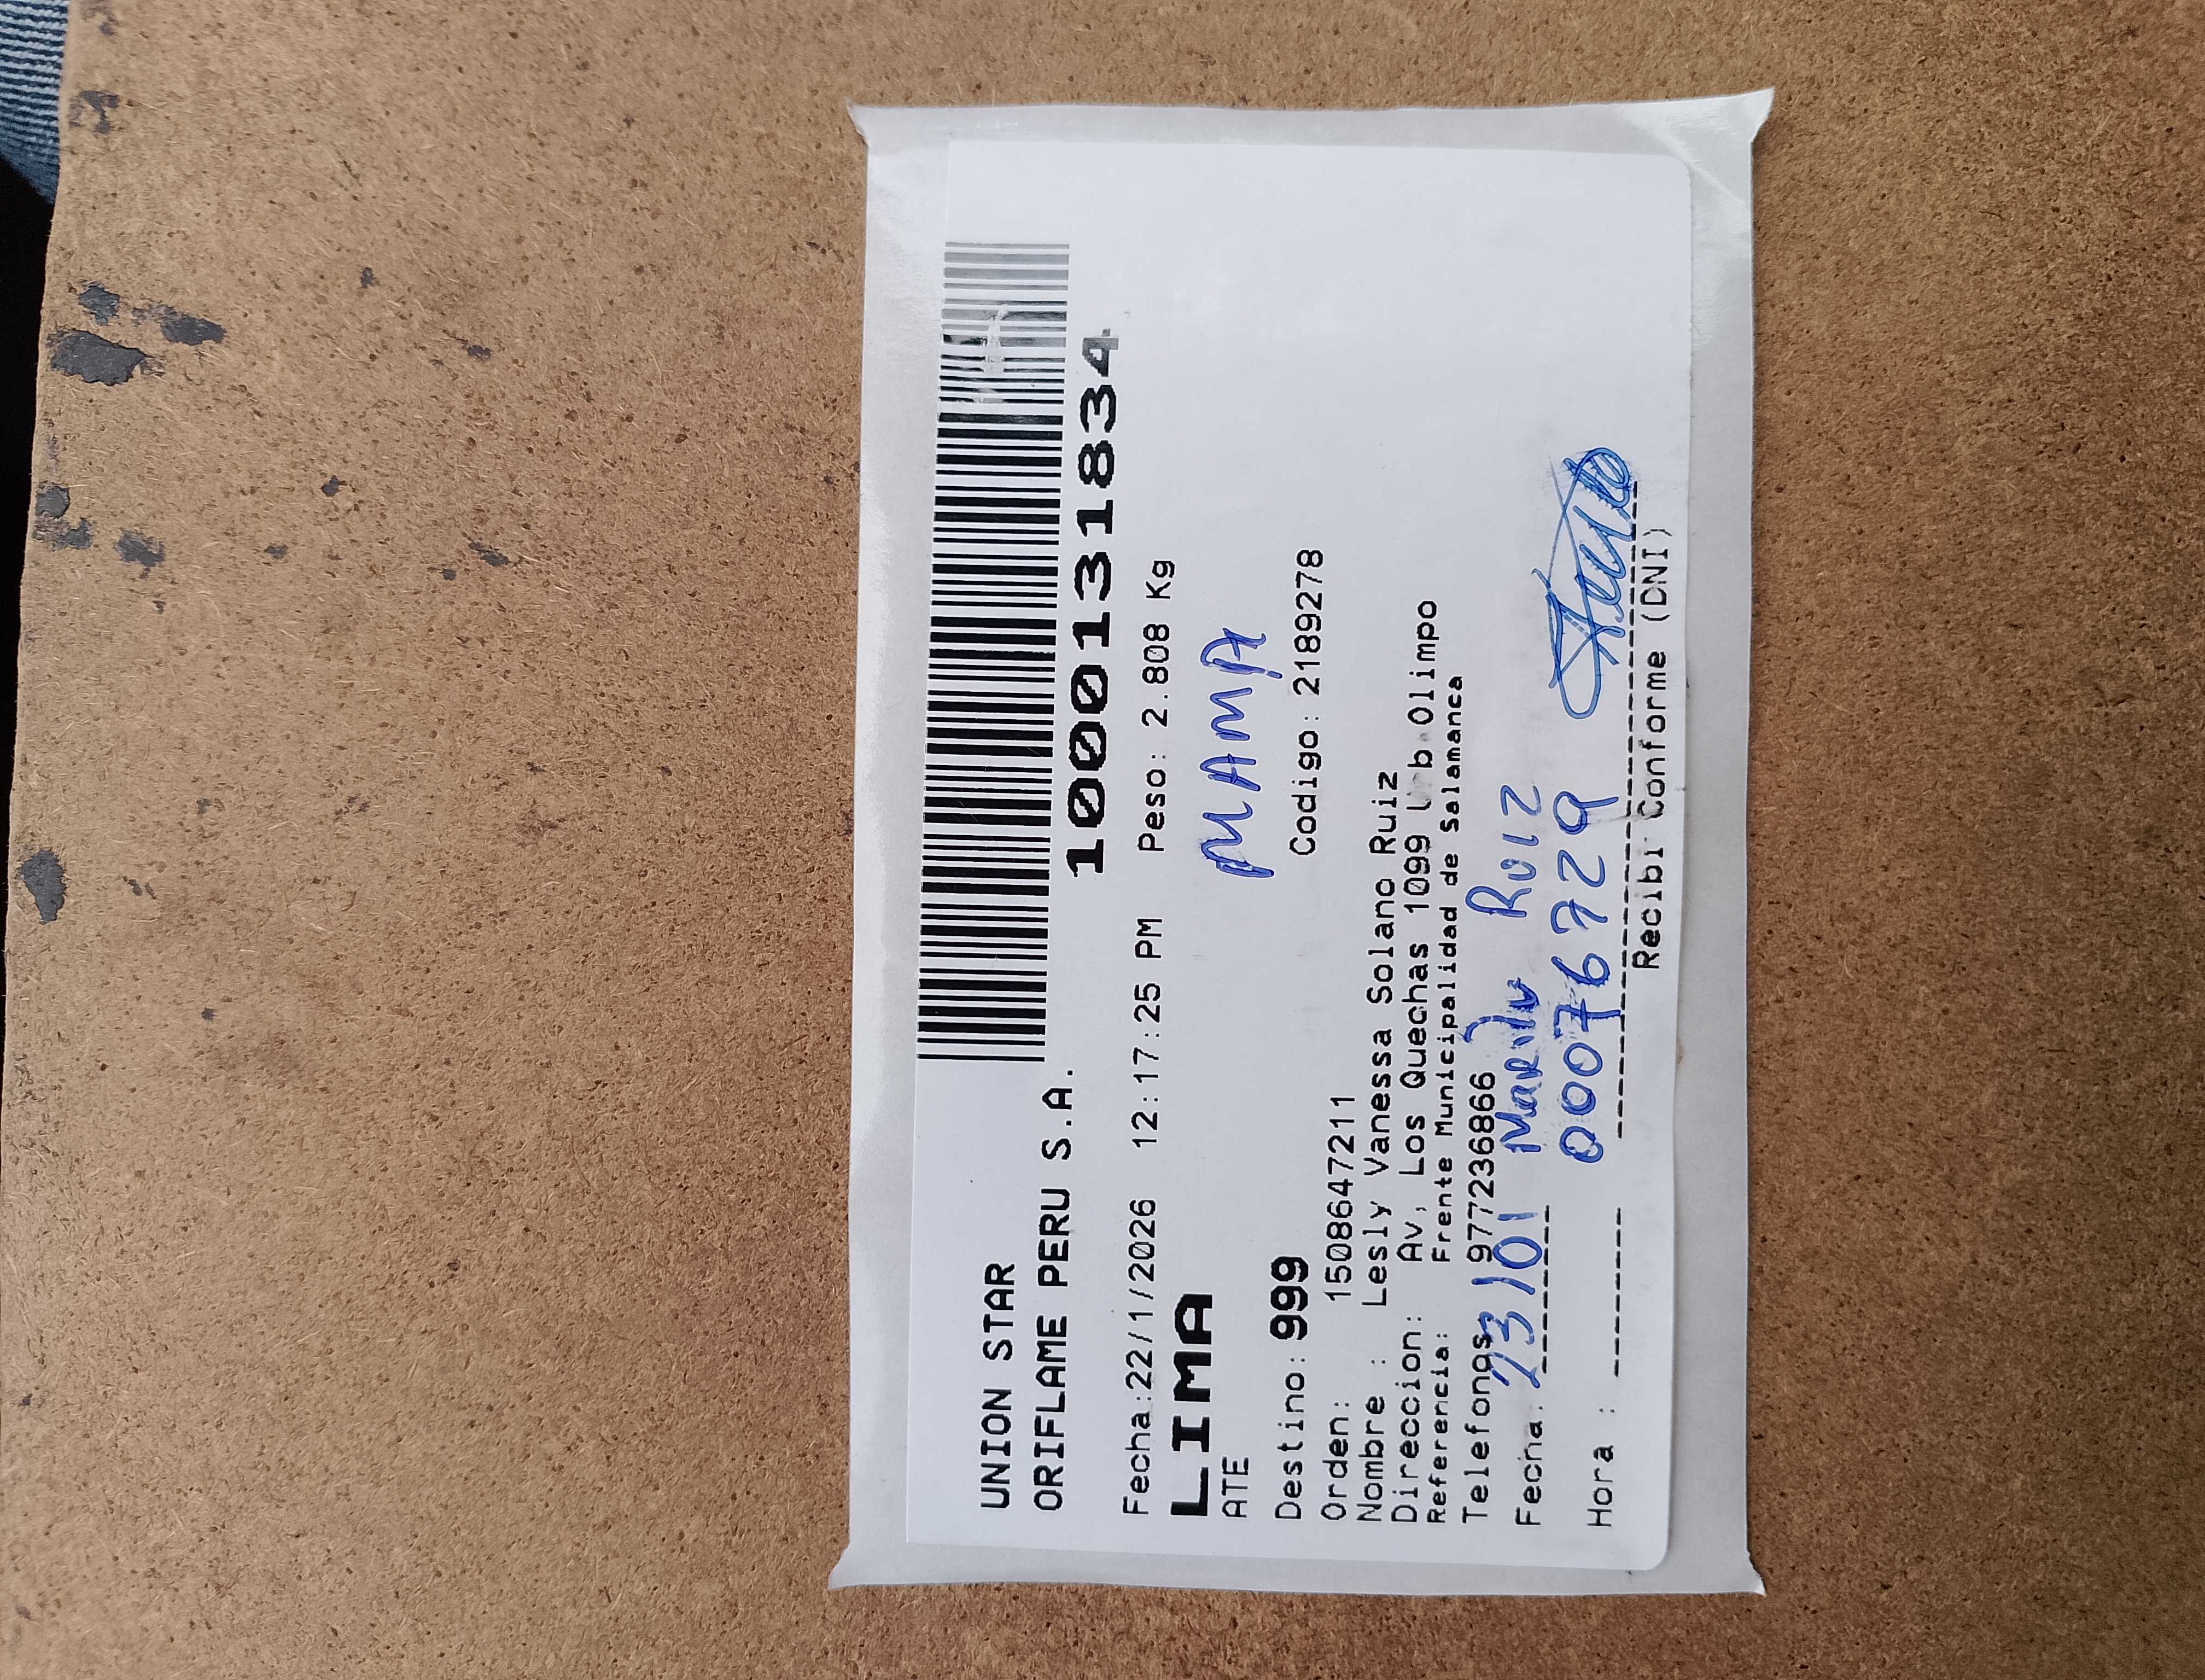 UNION STAR
ORIFLAME PERU S.A.
1000131834
Fecha:22/1/2026 12:17:25 PM Peso: 2.808 Kg
LIMA
ATE
MAMA
Destino: 999 Codigo: 2189278
Orden: 1508647211
Nombre : Lesly Vanessa Solano Ruiz
Direccion: Av, Los Quechas 1099 Olimpo
Referencia: Frente Municipalidad de Salamanca
Telefonos 977236866
Fecha: 23/01 Marilu Ruiz
00076729
Hora :
Recibi Conforme (DNI)